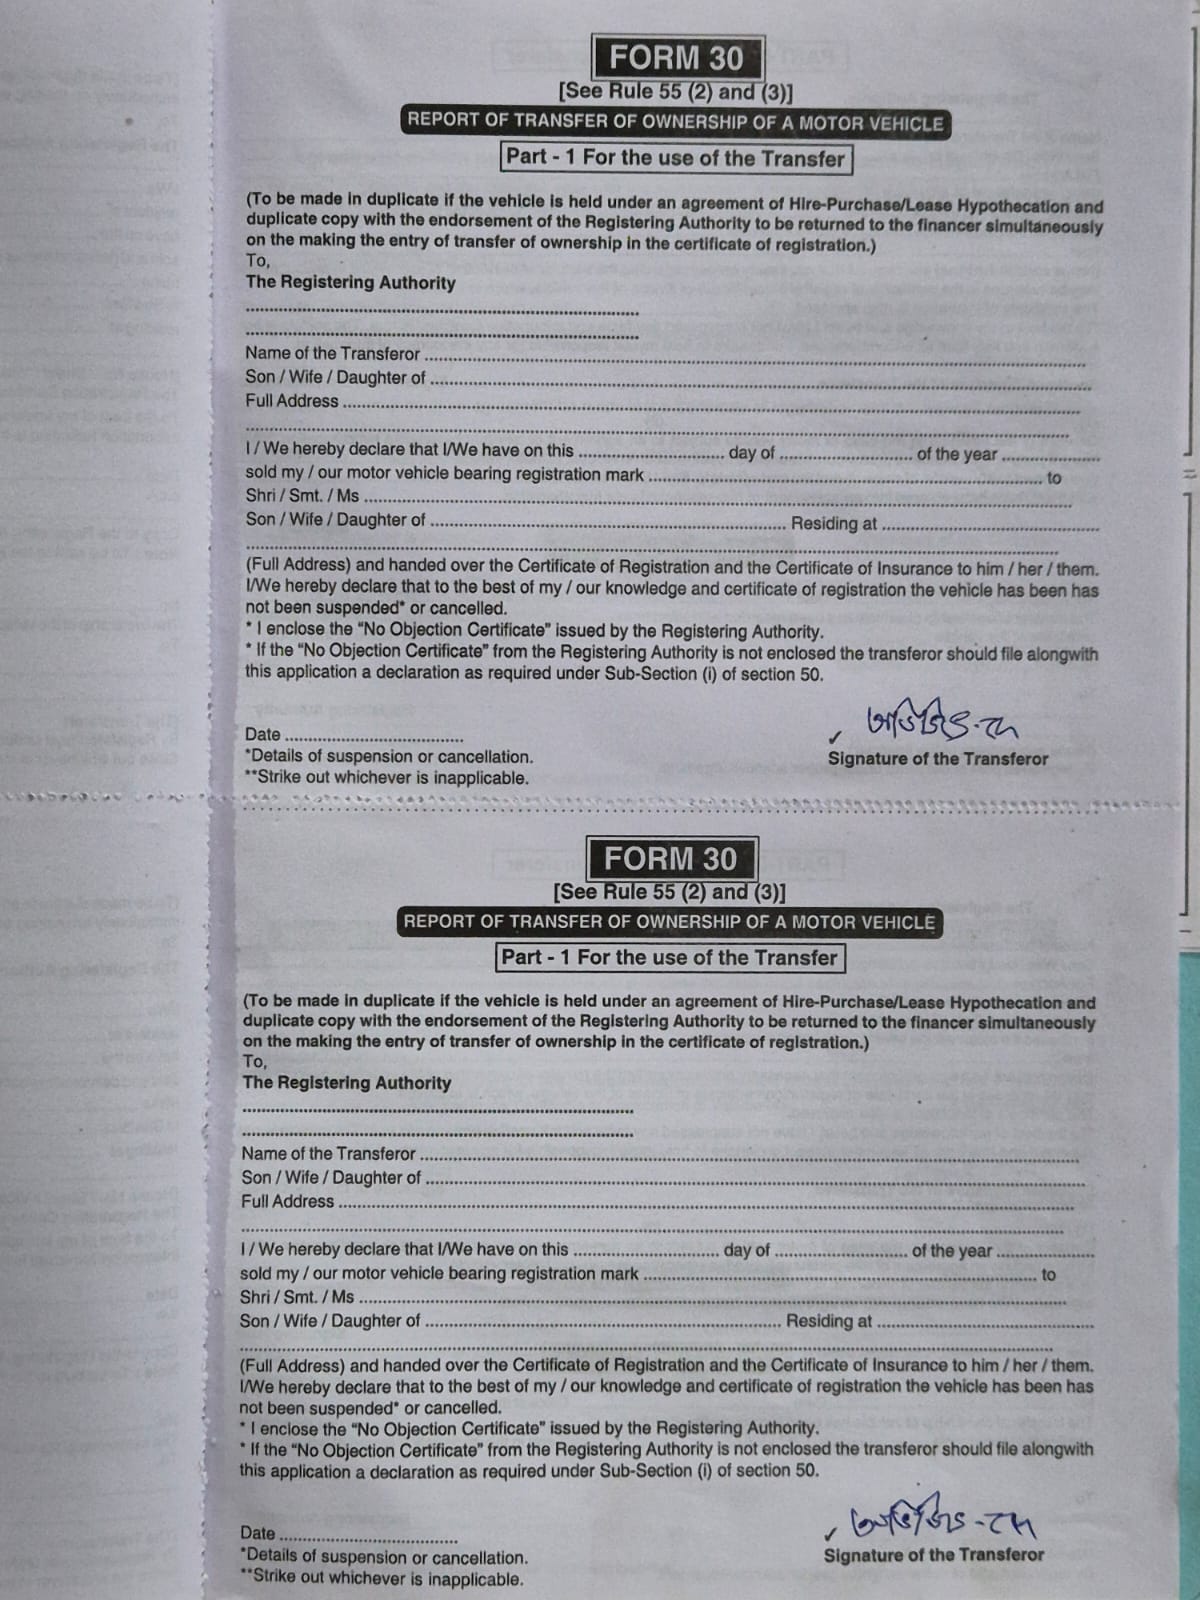 FORM 30
[See Rule 55 (2) and (3)]
REPORT OF TRANSFER OF OWNERSHIP OF A MOTOR VEHICLE
Part - 1 For the use of the Transfer
(To be made in duplicate if the vehicle is held under an agreement of Hire-Purchase/Lease Hypothecation and
duplicate copy with the endorsement of the Registering Authority to be returned to the financer simultaneously
on the making the entry of transfer of ownership in the certificate of registration.)
To,
The Registering Authority
Name of the Transferor
Son / Wife / Daughter of
Full Address
I / We hereby declare that I/We have on this day of of the year
sold my / our motor vehicle bearing registration mark to
Shri / Smt. / Ms
Son / Wife / Daughter of Residing at
(Full Address) and handed over the Certificate of Registration and the Certificate of Insurance to him / her / them.
I/We hereby declare that to the best of my / our knowledge and certificate of registration the vehicle has been has
not been suspended* or cancelled.
* I enclose the “No Objection Certificate” issued by the Registering Authority.
* If the “No Objection Certificate” from the Registering Authority is not enclosed the transferor should file alongwith
this application a declaration as required under Sub-Section (i) of section 50.
Date
*Details of suspension or cancellation.
**Strike out whichever is inapplicable.
Signature of the Transferor
FORM 30
[See Rule 55 (2) and (3)]
REPORT OF TRANSFER OF OWNERSHIP OF A MOTOR VEHICLE
Part - 1 For the use of the Transfer
(To be made in duplicate if the vehicle is held under an agreement of Hire-Purchase/Lease Hypothecation and
duplicate copy with the endorsement of the Registering Authority to be returned to the financer simultaneously
on the making the entry of transfer of ownership in the certificate of registration.)
To,
The Registering Authority
Name of the Transferor
Son / Wife / Daughter of
Full Address
I / We hereby declare that I/We have on this day of of the year
sold my / our motor vehicle bearing registration mark to
Shri / Smt. / Ms
Son / Wife / Daughter of Residing at
(Full Address) and handed over the Certificate of Registration and the Certificate of Insurance to him / her / them.
I/We hereby declare that to the best of my / our knowledge and certificate of registration the vehicle has been has
not been suspended* or cancelled.
* I enclose the “No Objection Certificate” issued by the Registering Authority.
* If the “No Objection Certificate” from the Registering Authority is not enclosed the transferor should file alongwith
this application a declaration as required under Sub-Section (i) of section 50.
Date
*Details of suspension or cancellation.
**Strike out whichever is inapplicable.
Signature of the Transferor